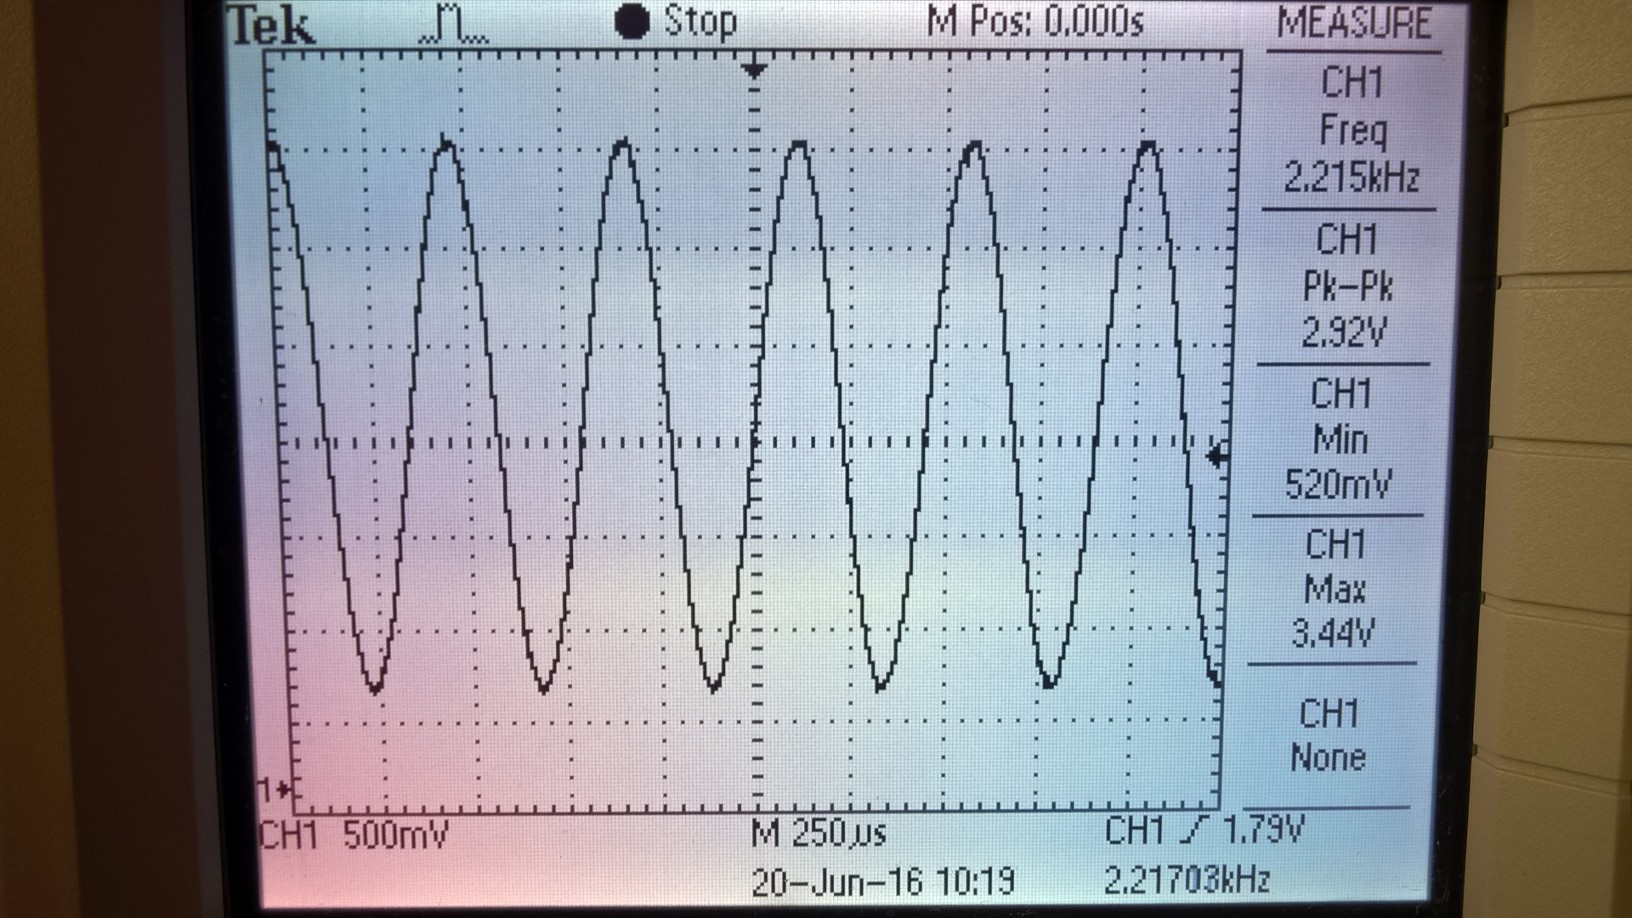 Tek Stop M Pos: 0.000s MEASURE
CH1
Freq
2.215kHz
CH1
Pk-Pk
2.92V
CH1
Min
520mV
CH1
Max
3.44V
CH1
None
1
CH1 500mV M 250µs CH1 1.79V
20-Jun-16 10:19 2.21703kHz